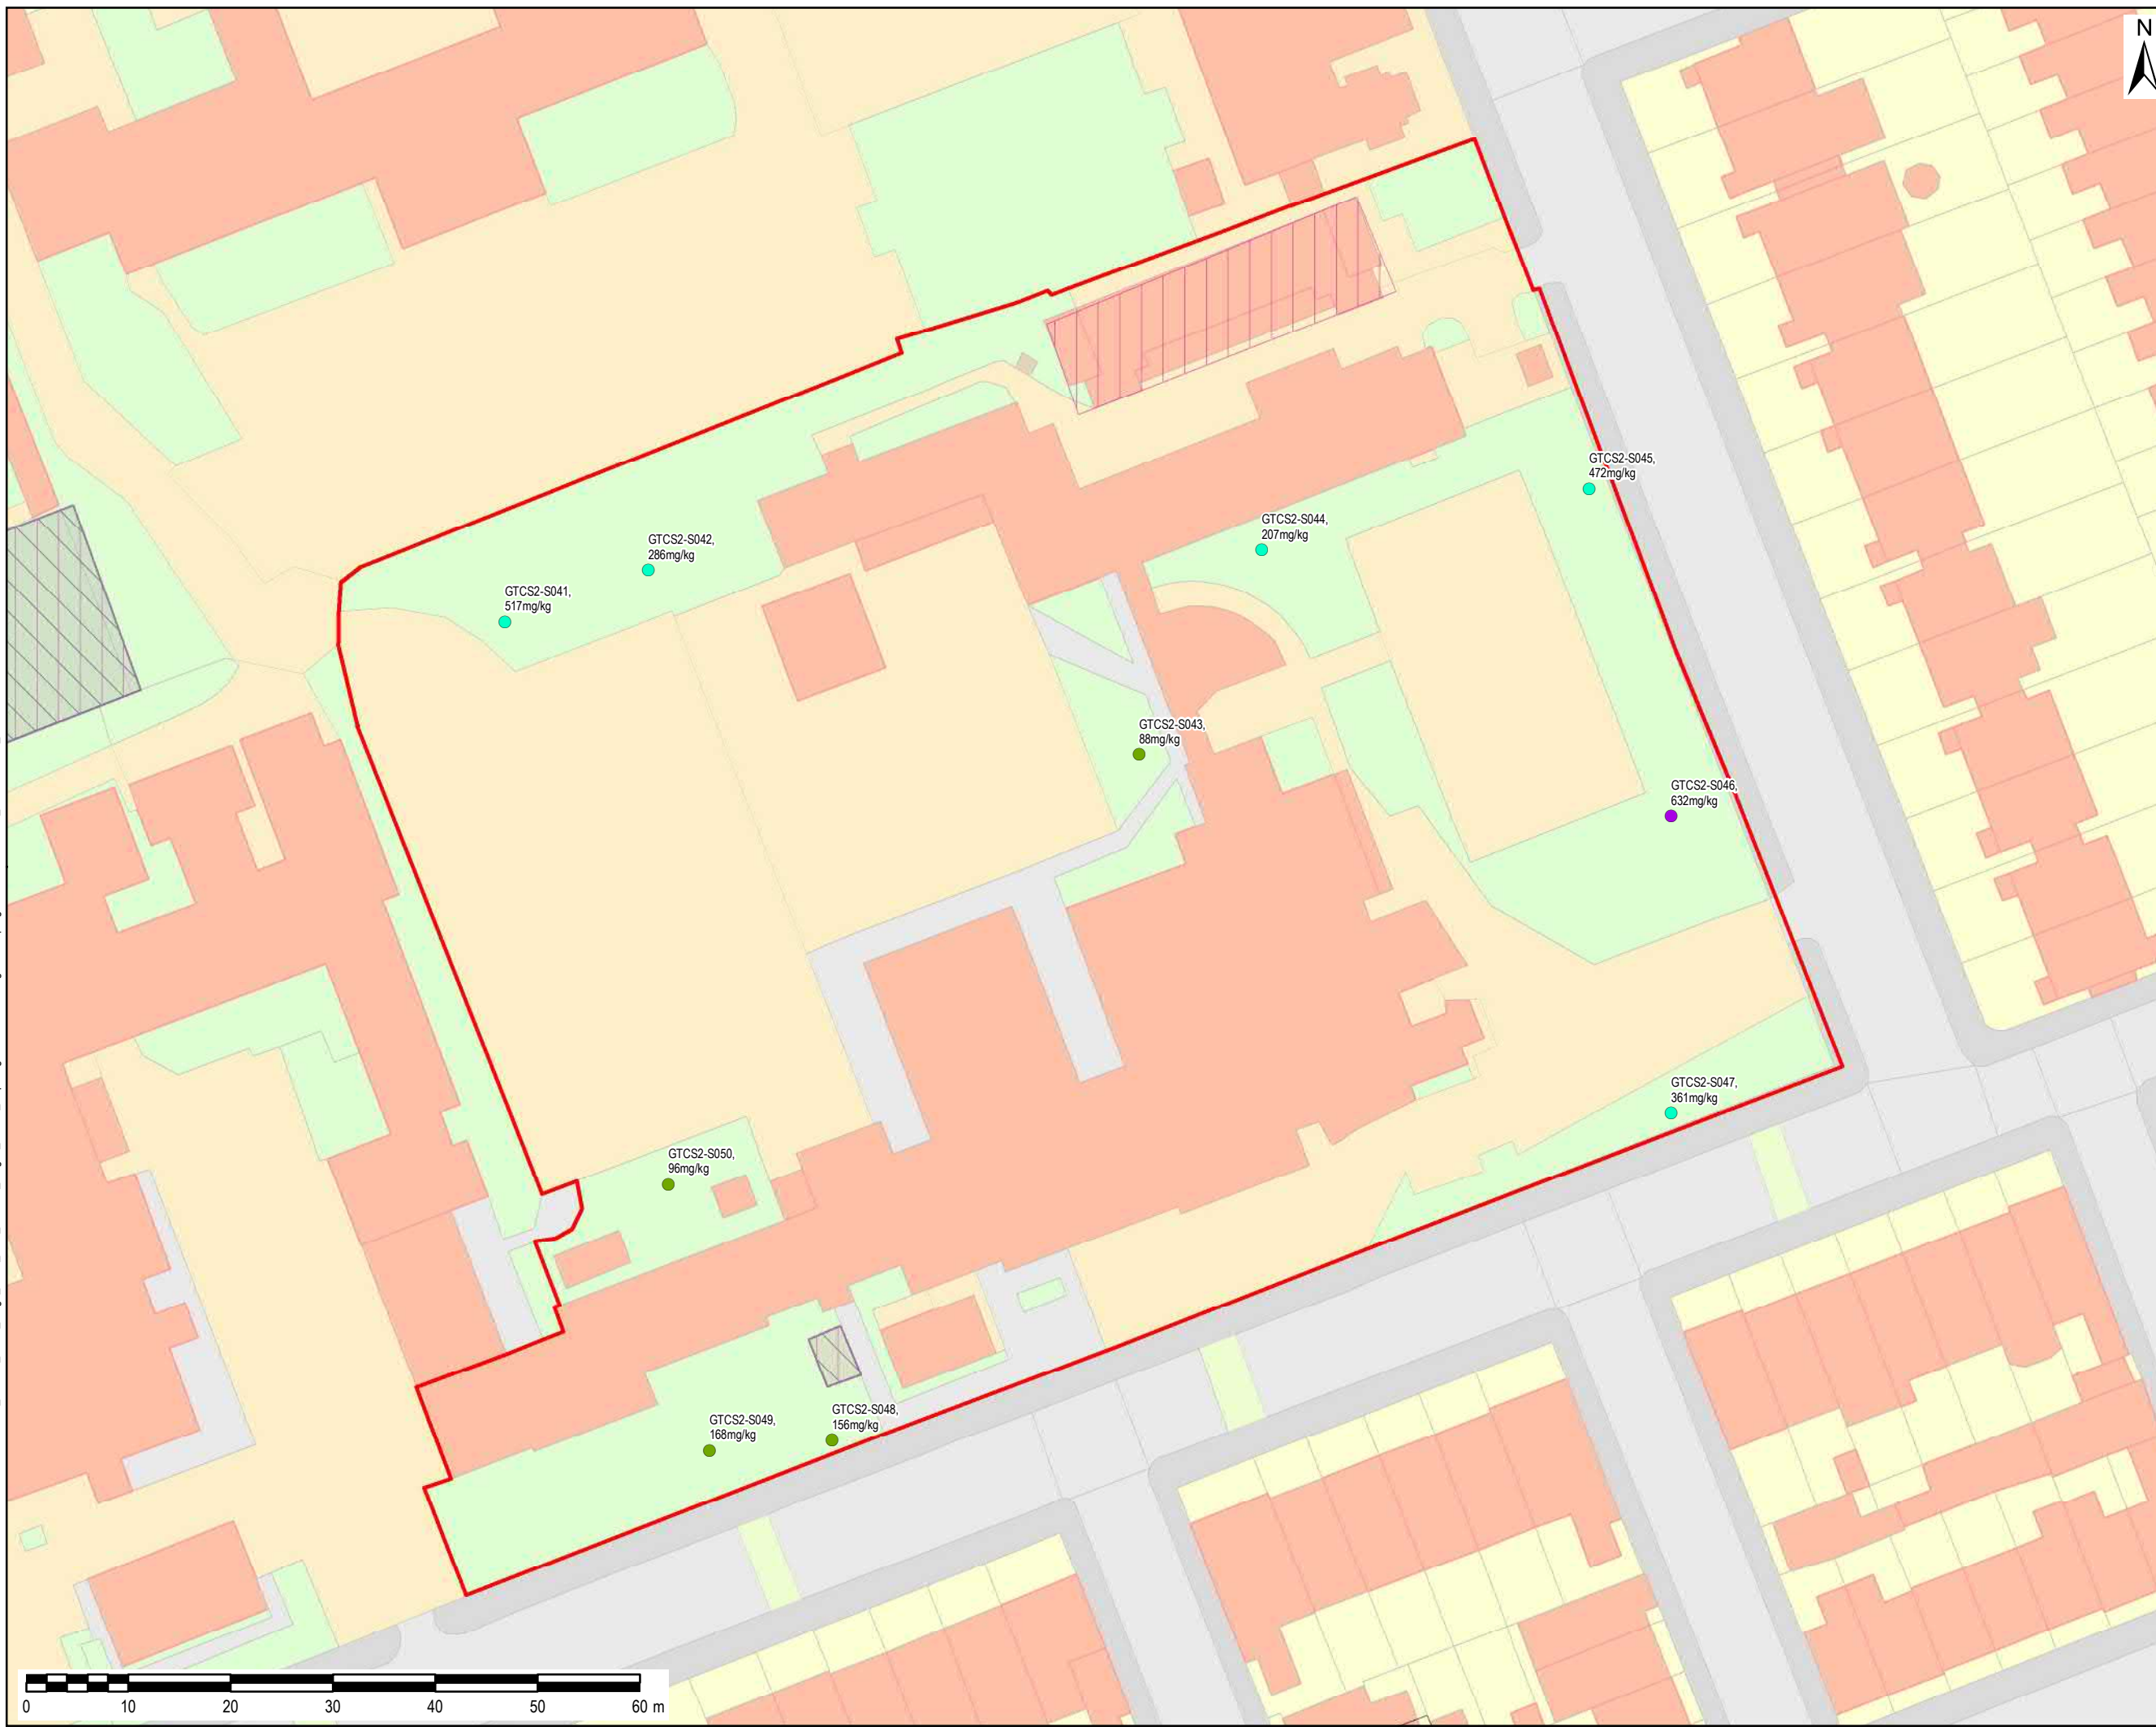 N
GTCS2-S045,
472mg/kg
GTCS2-S044,
207mg/kg
GTCS2-S042,
286mg/kg
GTCS2-S041,
517mg/kg
GTCS2-S043,
88mg/kg
GTCS2-S046,
632mg/kg
GTCS2-S047,
361mg/kg
GTCS2-S050,
96mg/kg
GTCS2-S048,
156mg/kg
GTCS2-S049,
168mg/kg
0 10 20 30 40 50 60 m